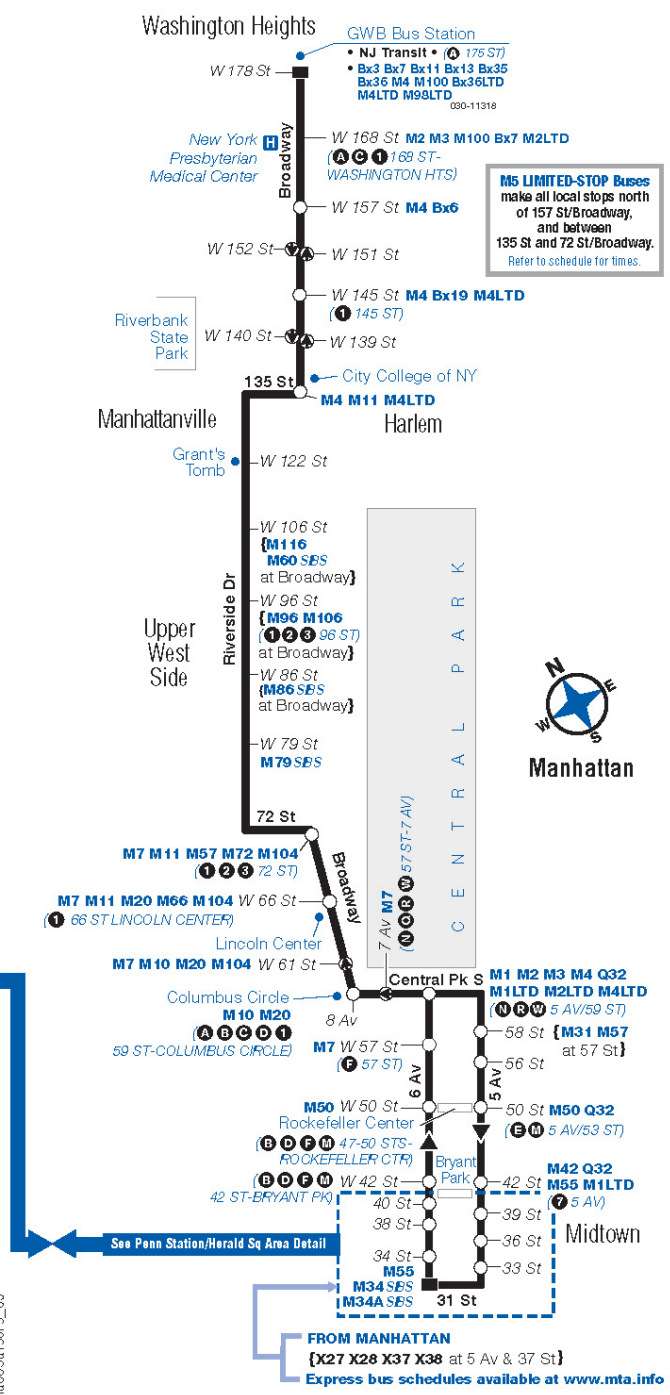 Washington Heights
GWB Bus Station
• NJ Transit • (A 175 ST)
• Bx3 Bx7 Bx11 Bx13 Bx35
Bx36 M4 M100 Bx36LTD
M4LTD M98LTD
030-11318
W 178 St
Broadway
New York H
Presbyterian
Medical Center
W 168 St M2 M3 M100 Bx7 M2LTD
(A C 1 168 ST-
WASHINGTON HTS)
M5 LIMITED-STOP Buses
make all local stops north
of 157 St/Broadway,
and between
135 St and 72 St/Broadway.
Refer to schedule for times.
W 157 St M4 Bx6
W 152 St
W 151 St
W 145 St M4 Bx19 M4LTD
(1 145 ST)
Riverbank
State
Park
W 140 St
W 139 St
City College of NY
135 St
M4 M11 M4LTD
Manhattanville
Harlem
Grant's
Tomb
W 122 St
W 106 St
{M116
M60 SBS
at Broadway}
Riverside Dr
W 96 St
{M96 M106
(1 2 3 96 ST)
at Broadway}
Upper
West
Side
W 86 St
{M86 SBS
at Broadway}
W 79 St
M79 SBS
CENTRAL PARK
N
E
W
S
Manhattan
72 St
M7 M11 M57 M72 M104
(1 2 3 72 ST)
Broadway
7 Av M7
(N Q R W 57 ST-7 AV)
M7 M11 M20 M66 M104 W 66 St
(1 66 ST LINCOLN CENTER)
Lincoln Center
M7 M10 M20 M104 W 61 St
Central Pk S
M1 M2 M3 M4 Q32
M1LTD M2LTD M4LTD
(N R W 5 AV/59 ST)
Columbus Circle
M10 M20
(A B C D 1
59 ST-COLUMBUS CIRCLE)
8 Av
58 St {M31 M57
at 57 St}
M7 W 57 St
(F 57 ST)
56 St
6 Av
5 Av
M50 W 50 St
Rockefeller Center
50 St M50 Q32
(E M 5 AV/53 ST)
(B D F M 47-50 STS-
ROCKEFELLER CTR)
Bryant
Park
(B D F M W 42 St
42 ST-BRYANT PK)
42 St M42 Q32
M55 M1LTD
(7 5 AV)
40 St
39 St
38 St
Midtown
36 St
34 St
33 St
M55
M34 SBS
M34A SBS
31 St
See Penn Station/Herald Sq Area Detail
FROM MANHATTAN
{X27 X28 X37 X38 at 5 Av & 37 St}
Express bus schedules available at www.mta.info